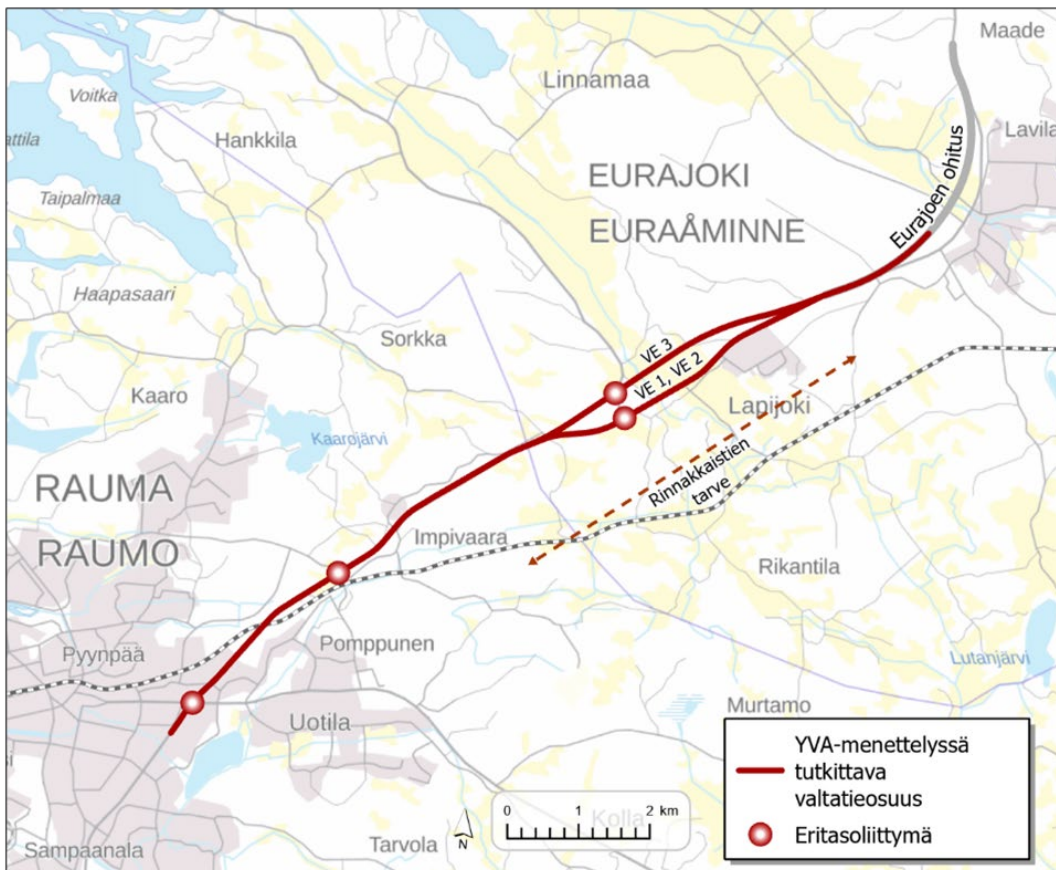 Maade
Linnamaa
Voitka
attila
Hankkila
Lavila
EURAJOKI
EURAÅMINNE
Eurajoen ohitus
Taipalmaa
Haapasaari
Sorkka
VE 3
VE 1, VE 2
Kaaro
Lapijoki
Kaarojärvi
Rinnakkaistien
tarve
RAUMA
RAUMO
Impivaara
Rikantila
Pomppunen
Pyynpää
Lutanjärvi
Murtamo
Uotila
YVA-menettelyssä
tutkittava
valtatieosuus
Eritasoliittymä
0 1 2 km
Kolla
N
Tarvola
Sampaanala